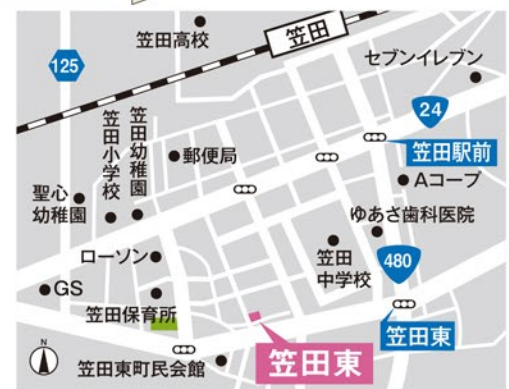 笠田高校
笠田
セブンイレブン
125
24
笠田小学校
笠田幼稚園
郵便局
笠田駅前
Aコープ
聖心
幼稚園
ゆあさ歯科医院
ローソン
笠田
中学校
480
GS
笠田保育所
笠田東
N
笠田東町民会館
笠田東